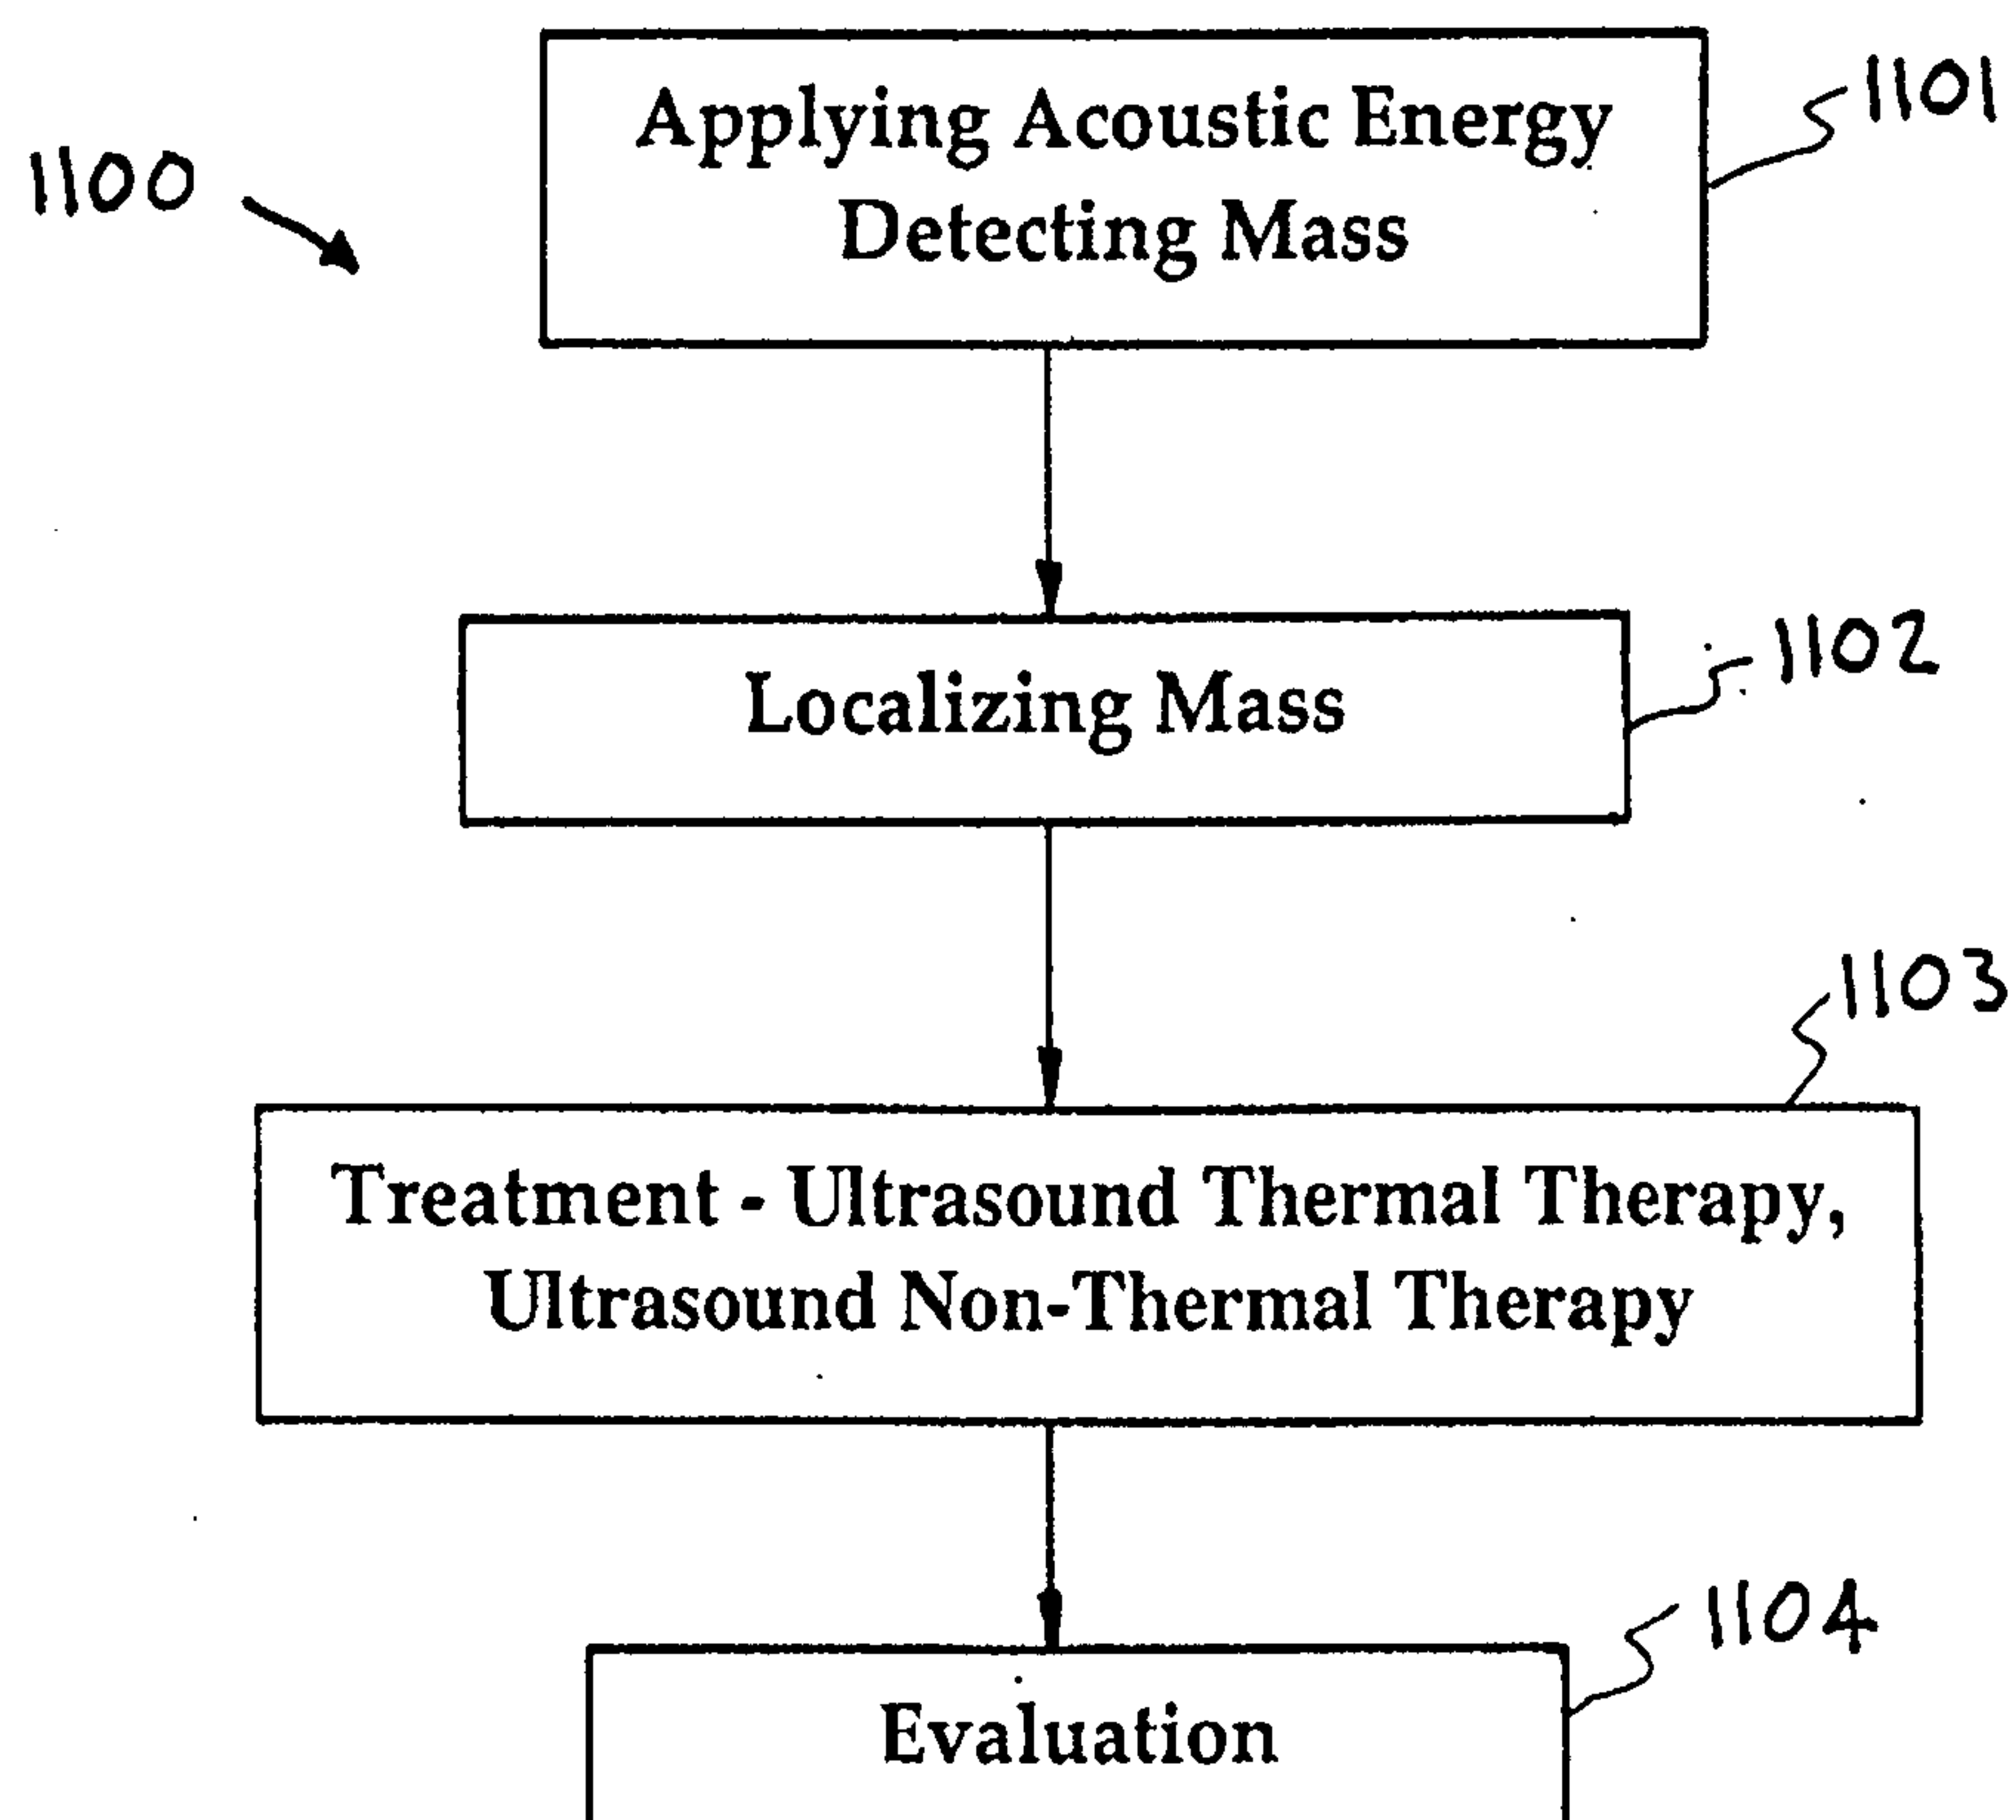 1100
Applying Acoustic Energy
Detecting Mass
1101
Localizing Mass
1102
1103
Treatment - Ultrasound Thermal Therapy,
Ultrasound Non-Thermal Therapy
1104
Evaluation